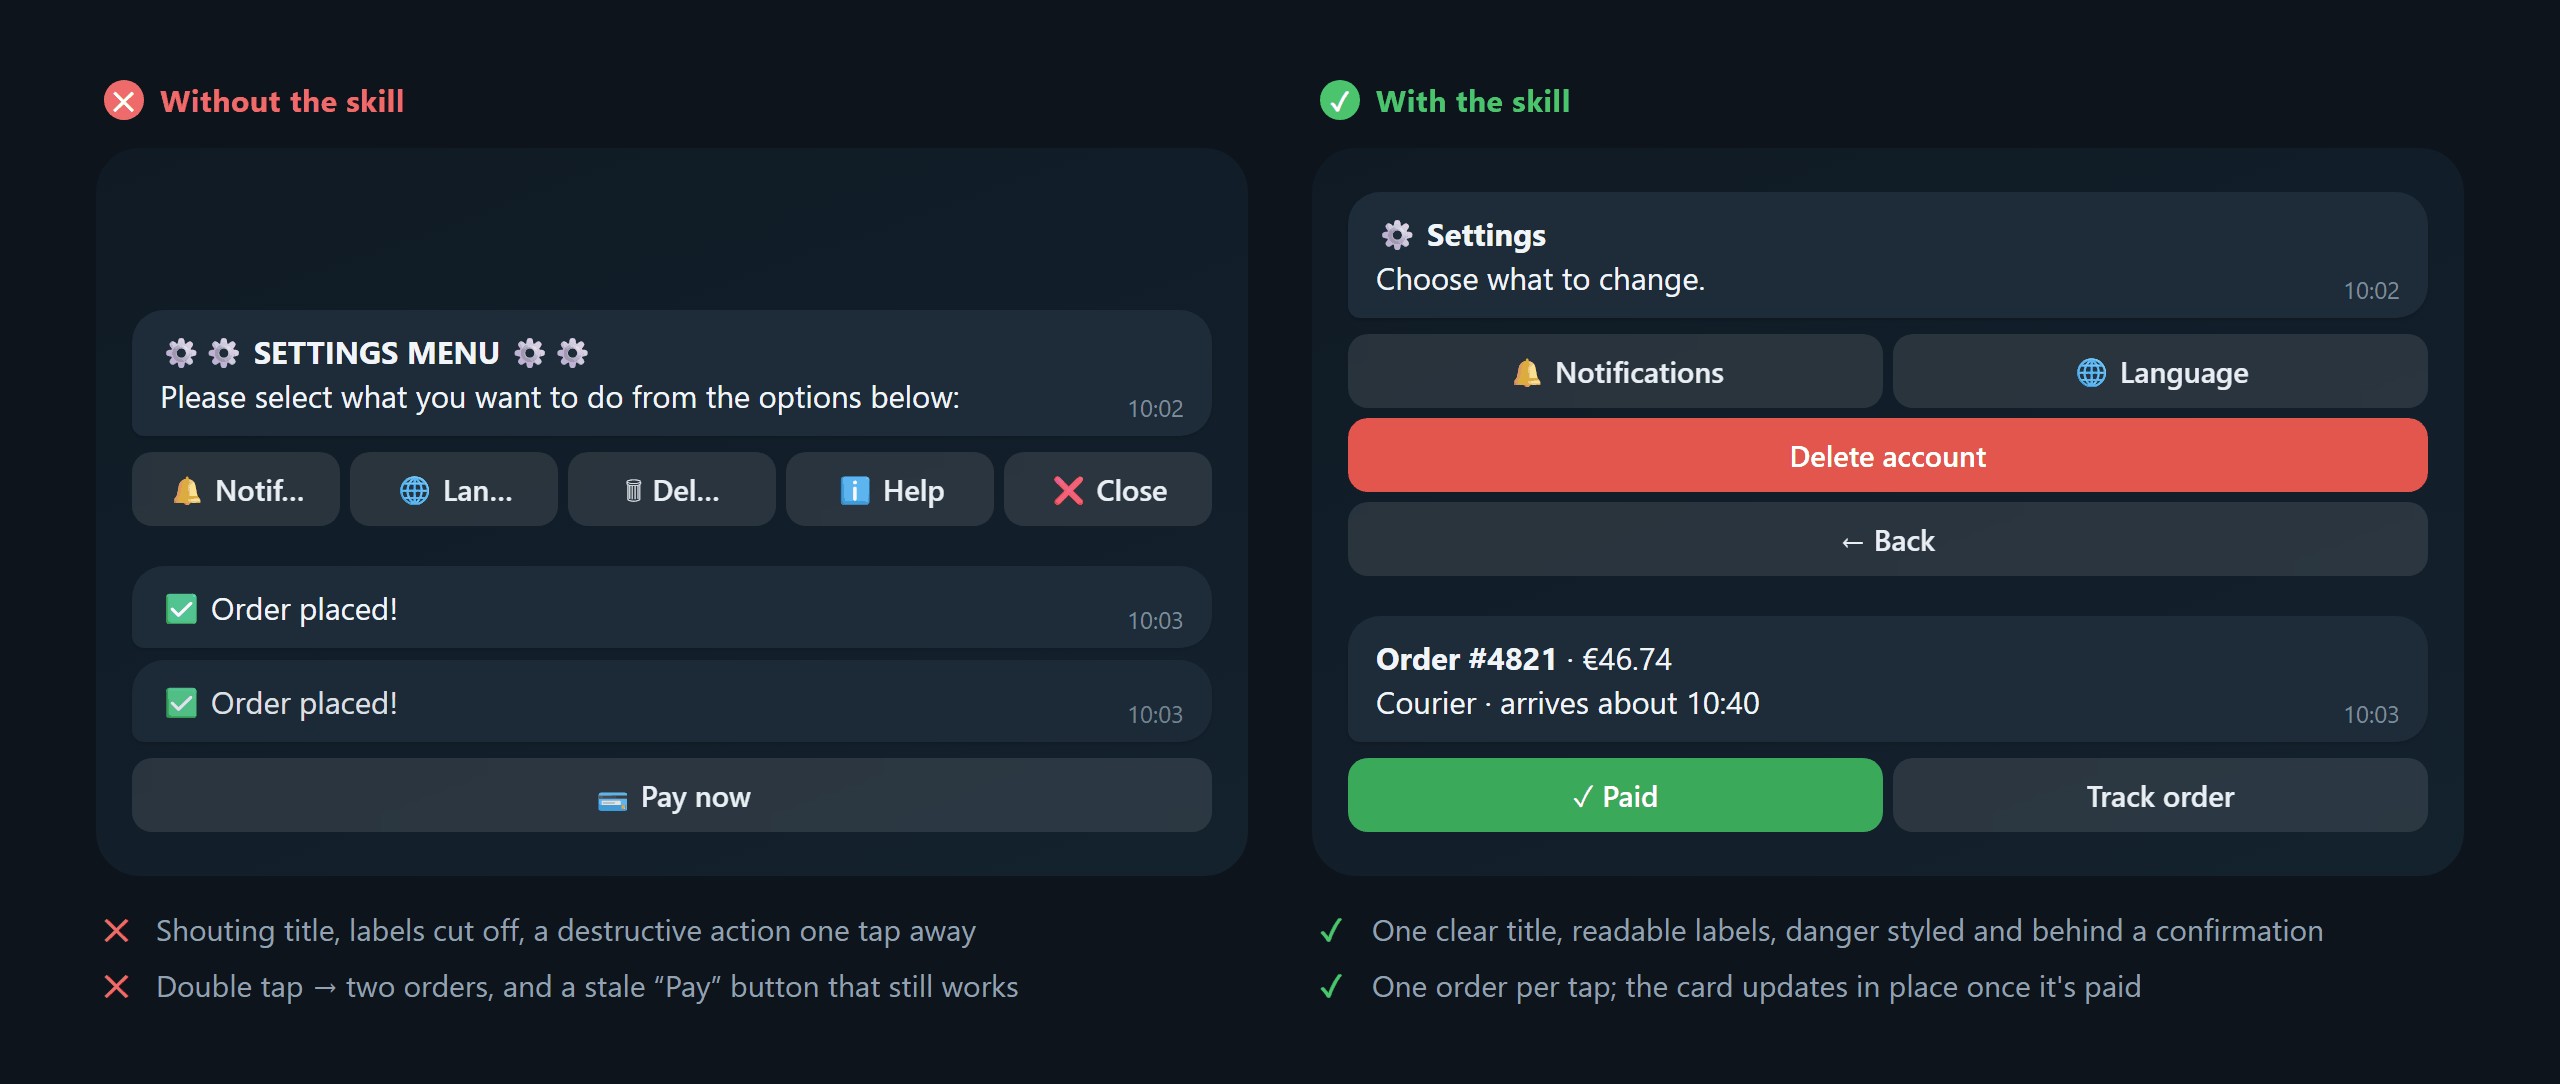 Without the skill
⚙️⚙️ SETTINGS MENU ⚙️⚙️
Please select what you want to do from the options below:
10:02
🔔 Notif...
🌐 Lan...
🗑 Del...
ℹ️ Help
❌ Close
✅ Order placed!
10:03
✅ Order placed!
10:03
💳 Pay now
✕ Shouting title, labels cut off, a destructive action one tap away
✕ Double tap → two orders, and a stale “Pay” button that still works
With the skill
⚙️ Settings
Choose what to change.
10:02
🔔 Notifications
🌐 Language
Delete account
← Back
Order #4821 · €46.74
Courier · arrives about 10:40
10:03
✓ Paid
Track order
✓ One clear title, readable labels, danger styled and behind a confirmation
✓ One order per tap; the card updates in place once it's paid